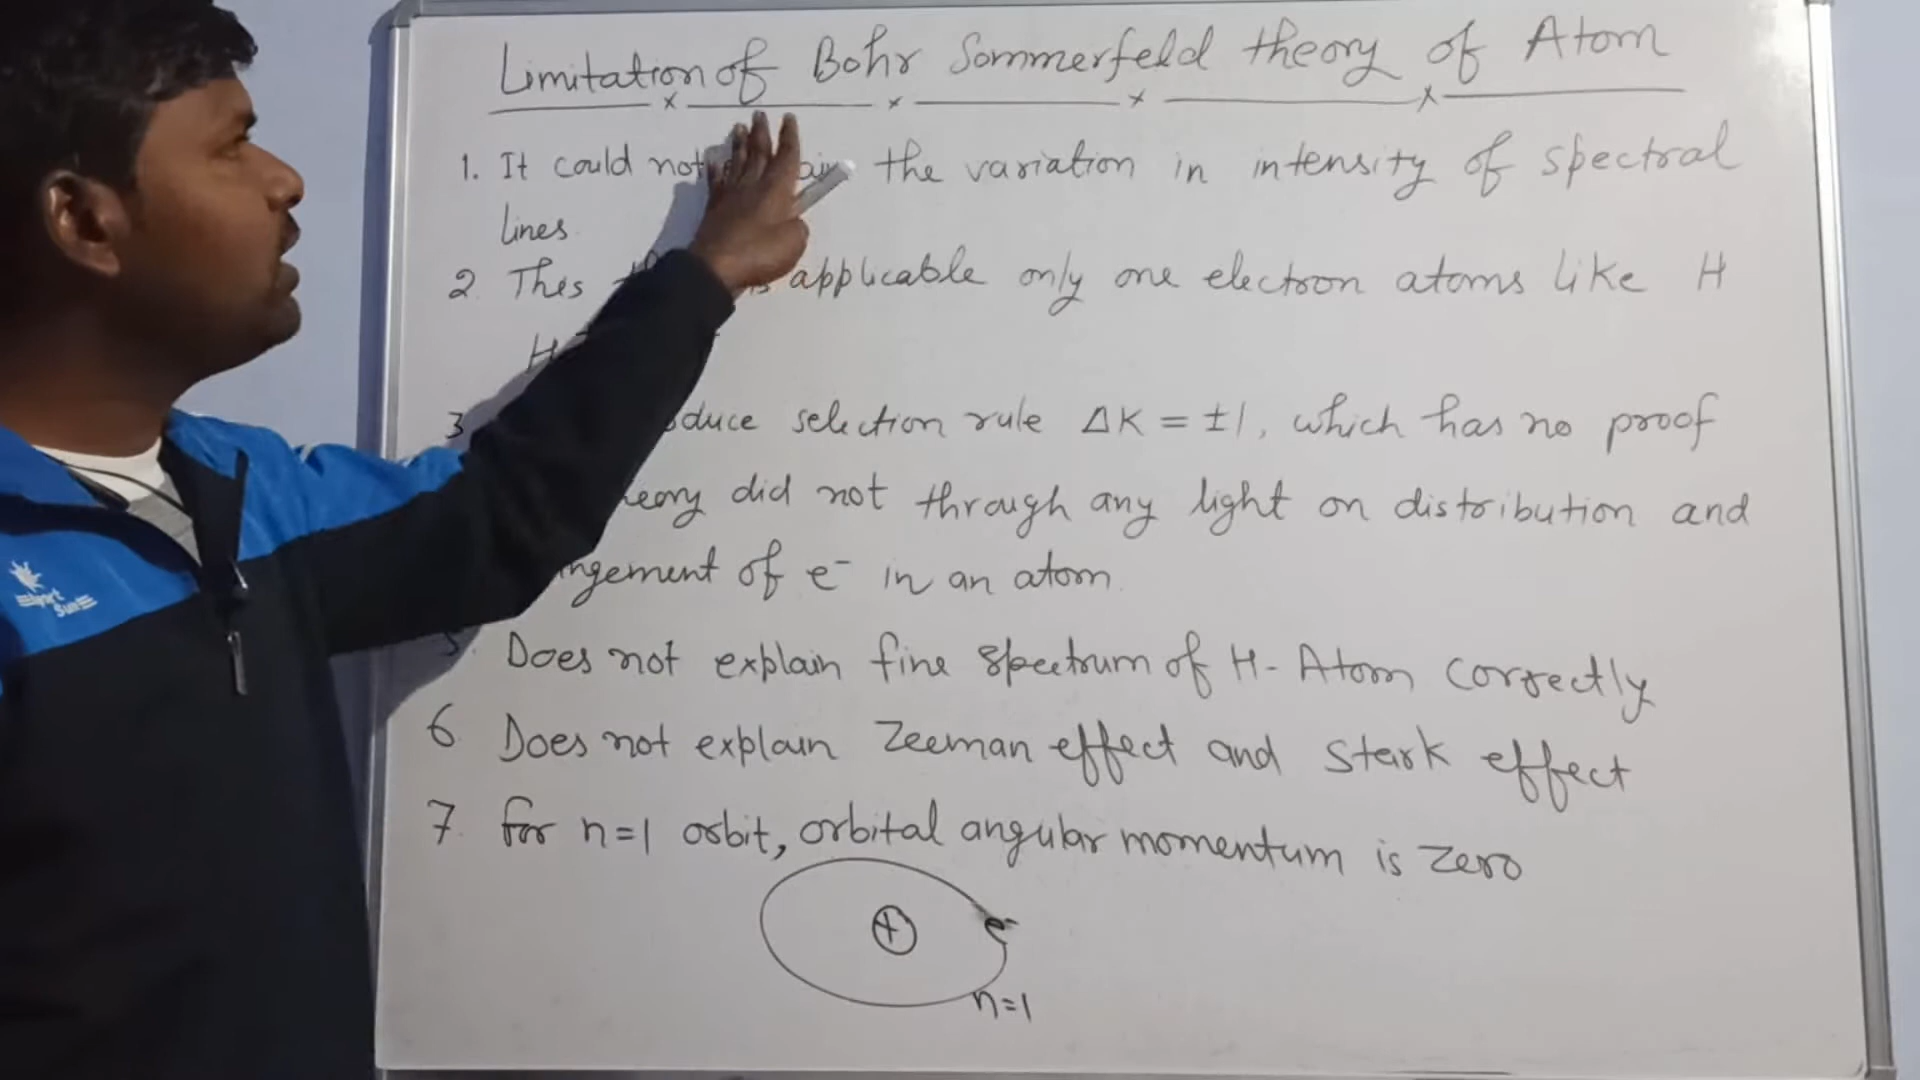 Limitation of Bohr Sommerfeld theory of Atom
1. It could not the variation in intensity of spectral
lines
2. This applicable only one electron atoms like H
3 selection rule ΔK = ±1, which has no proof
did not through any light on distribution and
of e⁻ in an atom
5. Does not explain fine spectrum of H-Atom correctly
6 Does not explain Zeeman effect and Stark effect
7. for n=1 orbit, orbital angular momentum is zero
+
e⁻
n=1
Sun